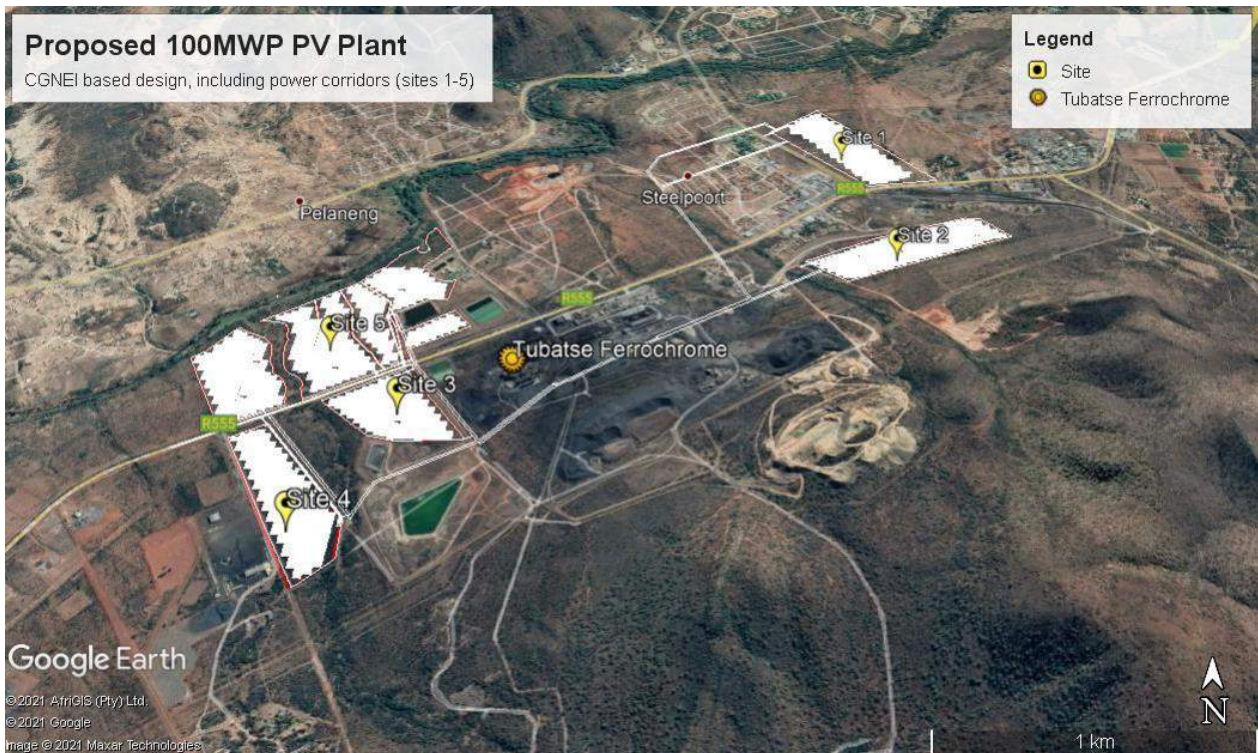 Proposed 100MWP PV Plant
CGNEI based design, including power corridors (sites 1-5)
Legend
Site
Tubatse Ferrochrome
Site 1
Steelpoort
R555
Pelaneng
Site 2
R555
Site 5
Tubatse Ferrochrome
Site 3
R555
Site 4
Google Earth
©2021 AfriGIS (Pty) Ltd.
©2021 Google
mage © 2021 Maxar Technologies
1 km
N